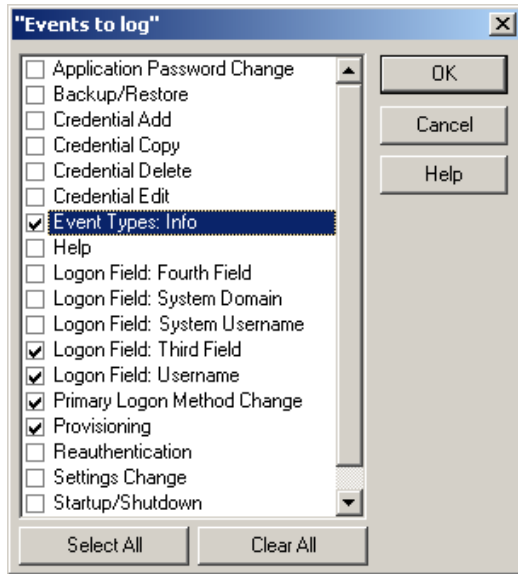 "Events to log"
Application Password Change
Backup/Restore
Credential Add
Credential Copy
Credential Delete
Credential Edit
Event Types: Info
Help
Logon Field: Fourth Field
Logon Field: System Domain
Logon Field: System Username
Logon Field: Third Field
Logon Field: Username
Primary Logon Method Change
Provisioning
Reauthentication
Settings Change
Startup/Shutdown
Select All
Clear All
OK
Cancel
Help